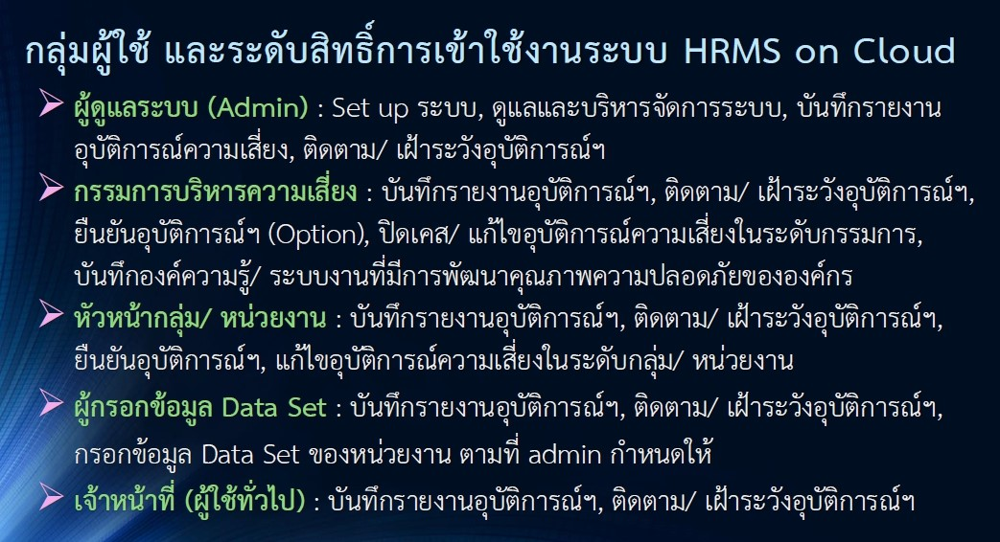 กลุ่มผู้ใช้ และระดับสิทธิ์การเข้าใช้งานระบบ HRMS on Cloud
ผู้ดูแลระบบ (Admin) : Set up ระบบ, ดูแลและบริหารจัดการระบบ, บันทึกรายงาน
อุบัติการณ์ความเสี่ยง, ติดตาม/ เฝ้าระวังอุบัติการณ์ฯ
กรรมการบริหารความเสี่ยง : บันทึกรายงานอุบัติการณ์ฯ, ติดตาม/ เฝ้าระวังอุบัติการณ์ฯ,
ยืนยันอุบัติการณ์ฯ (Option), ปิดเคส/ แก้ไขอุบัติการณ์ความเสี่ยงในระดับกรรมการ,
บันทึกองค์ความรู้/ ระบบงานที่มีการพัฒนาคุณภาพความปลอดภัยขององค์กร
หัวหน้ากลุ่ม/ หน่วยงาน : บันทึกรายงานอุบัติการณ์ฯ, ติดตาม/ เฝ้าระวังอุบัติการณ์ฯ,
ยืนยันอุบัติการณ์ฯ, แก้ไขอุบัติการณ์ความเสี่ยงในระดับกลุ่ม/ หน่วยงาน
ผู้กรอกข้อมูล Data Set : บันทึกรายงานอุบัติการณ์ฯ, ติดตาม/ เฝ้าระวังอุบัติการณ์ฯ,
กรอกข้อมูล Data Set ของหน่วยงาน ตามที่ admin กำหนดให้
เจ้าหน้าที่ (ผู้ใช้ทั่วไป) : บันทึกรายงานอุบัติการณ์ฯ, ติดตาม/ เฝ้าระวังอุบัติการณ์ฯ